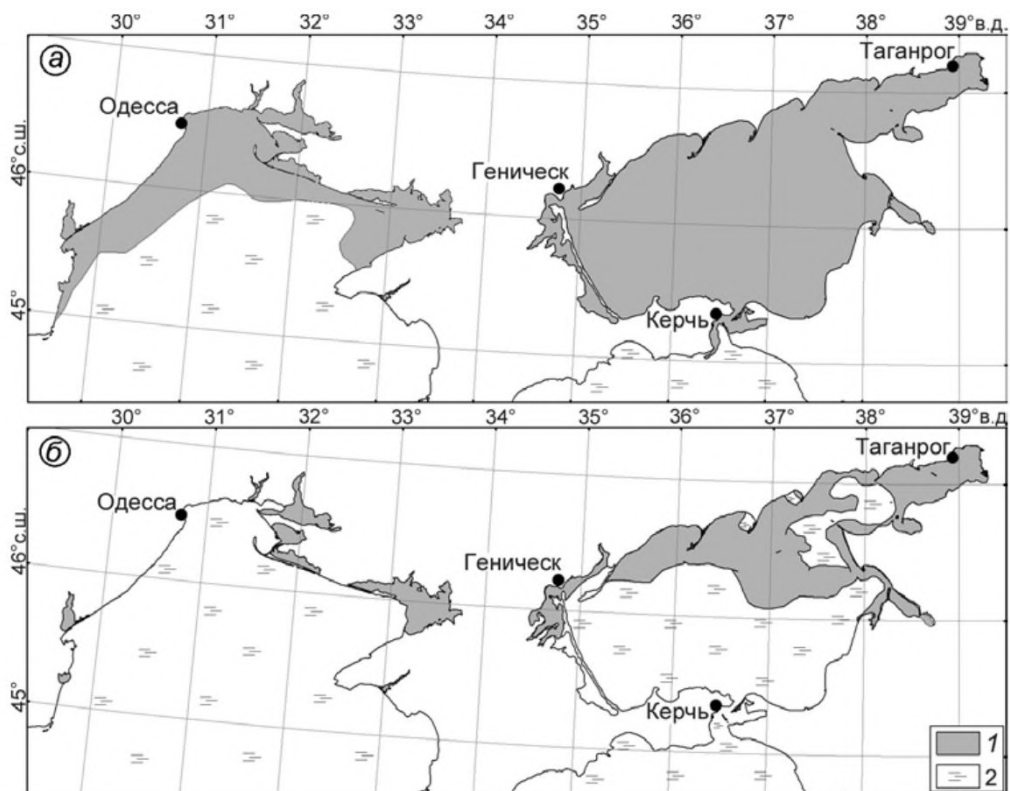 30° 31° 32° 33° 34° 35° 36° 37° 38° 39° в.д.
а
Таганрог
Одесса
46° с.ш.
Геническ
45°
Керчь
30° 31° 32° 33° 34° 35° 36° 37° 38° 39° в.д.
б
Таганрог
Одесса
46° с.ш.
Геническ
45°
Керчь
1
2